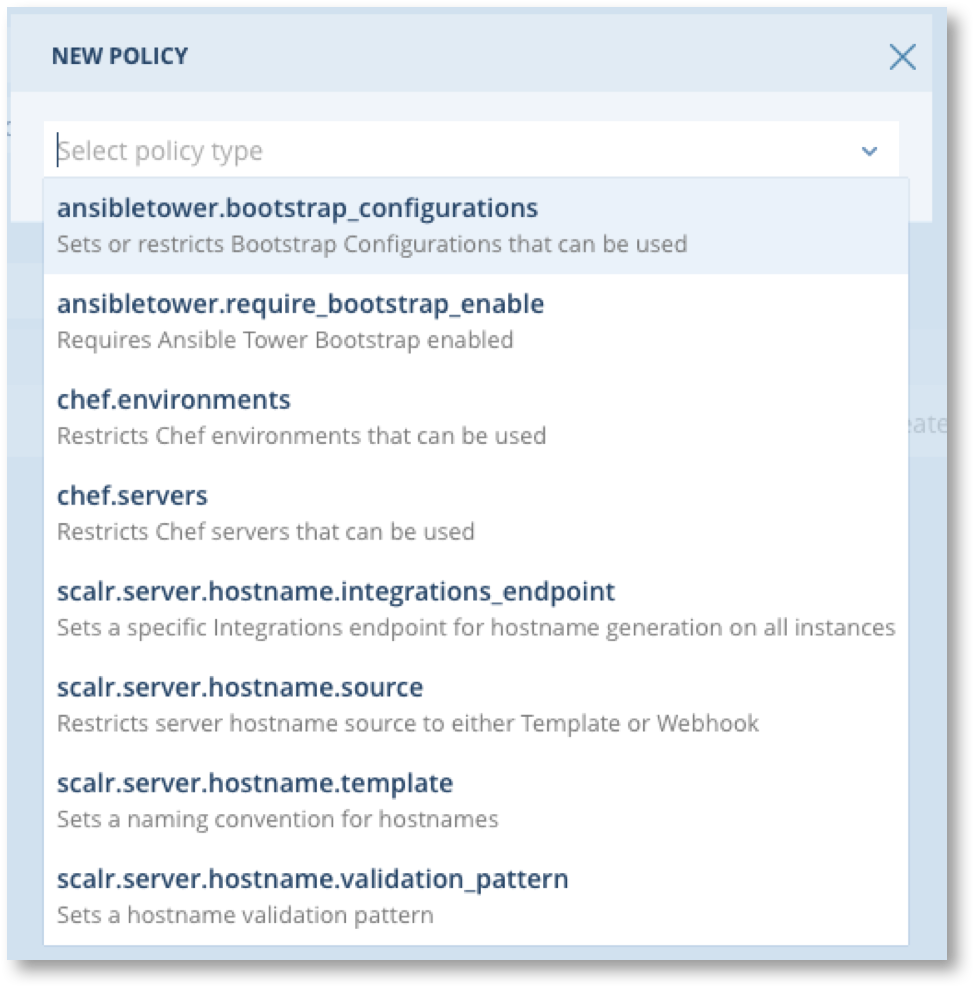 NEW POLICY
Select policy type
ansibletower.bootstrap_configurations
Sets or restricts Bootstrap Configurations that can be used
ansibletower.require_bootstrap_enable
Requires Ansible Tower Bootstrap enabled
chef.environments
Restricts Chef environments that can be used
chef.servers
Restricts Chef servers that can be used
scalr.server.hostname.integrations_endpoint
Sets a specific Integrations endpoint for hostname generation on all instances
scalr.server.hostname.source
Restricts server hostname source to either Template or Webhook
scalr.server.hostname.template
Sets a naming convention for hostnames
scalr.server.hostname.validation_pattern
Sets a hostname validation pattern